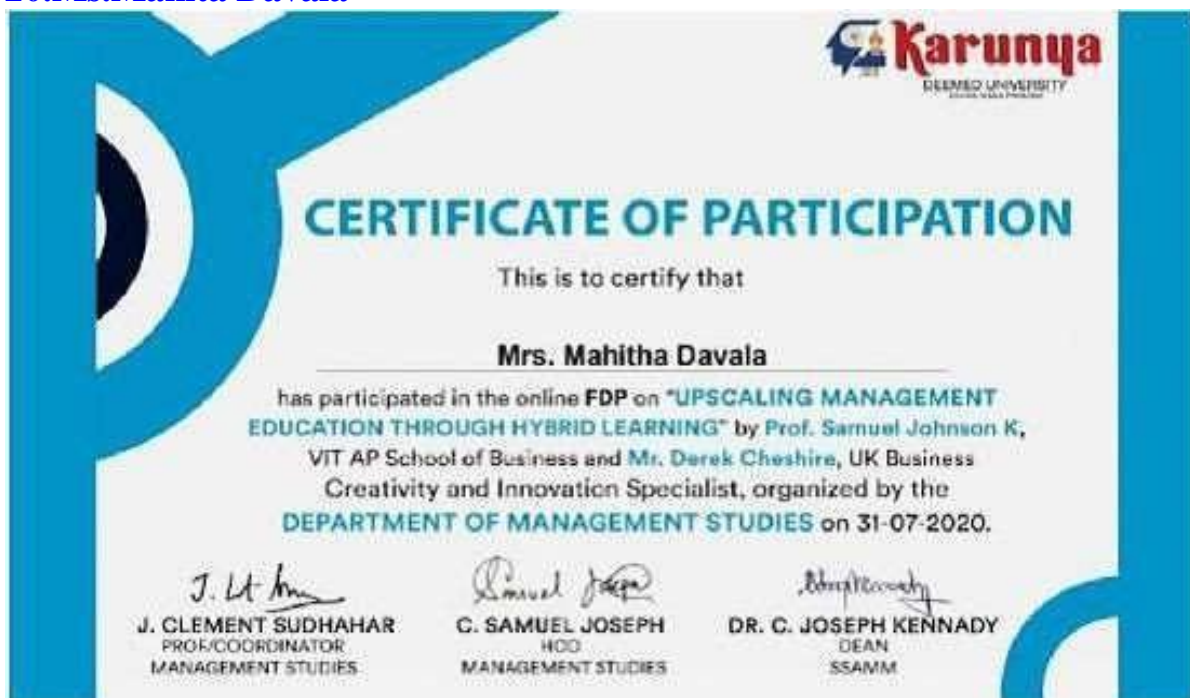 Karunya
DEEMED UNIVERSITY
CERTIFICATE OF PARTICIPATION
This is to certify that
Mrs. Mahitha Davala
has participated in the online FDP on "UPSCALING MANAGEMENT
EDUCATION THROUGH HYBRID LEARNING" by Prof. Samuel Johnson K,
VIT AP School of Business and Mr. Derek Cheshire, UK Business
Creativity and Innovation Specialist, organized by the
DEPARTMENT OF MANAGEMENT STUDIES on 31-07-2020.
J. CLEMENT SUDHAHAR
PROF/COORDINATOR
MANAGEMENT STUDIES
C. SAMUEL JOSEPH
HOD
MANAGEMENT STUDIES
DR. C. JOSEPH KENNADY
DEAN
SSAMM